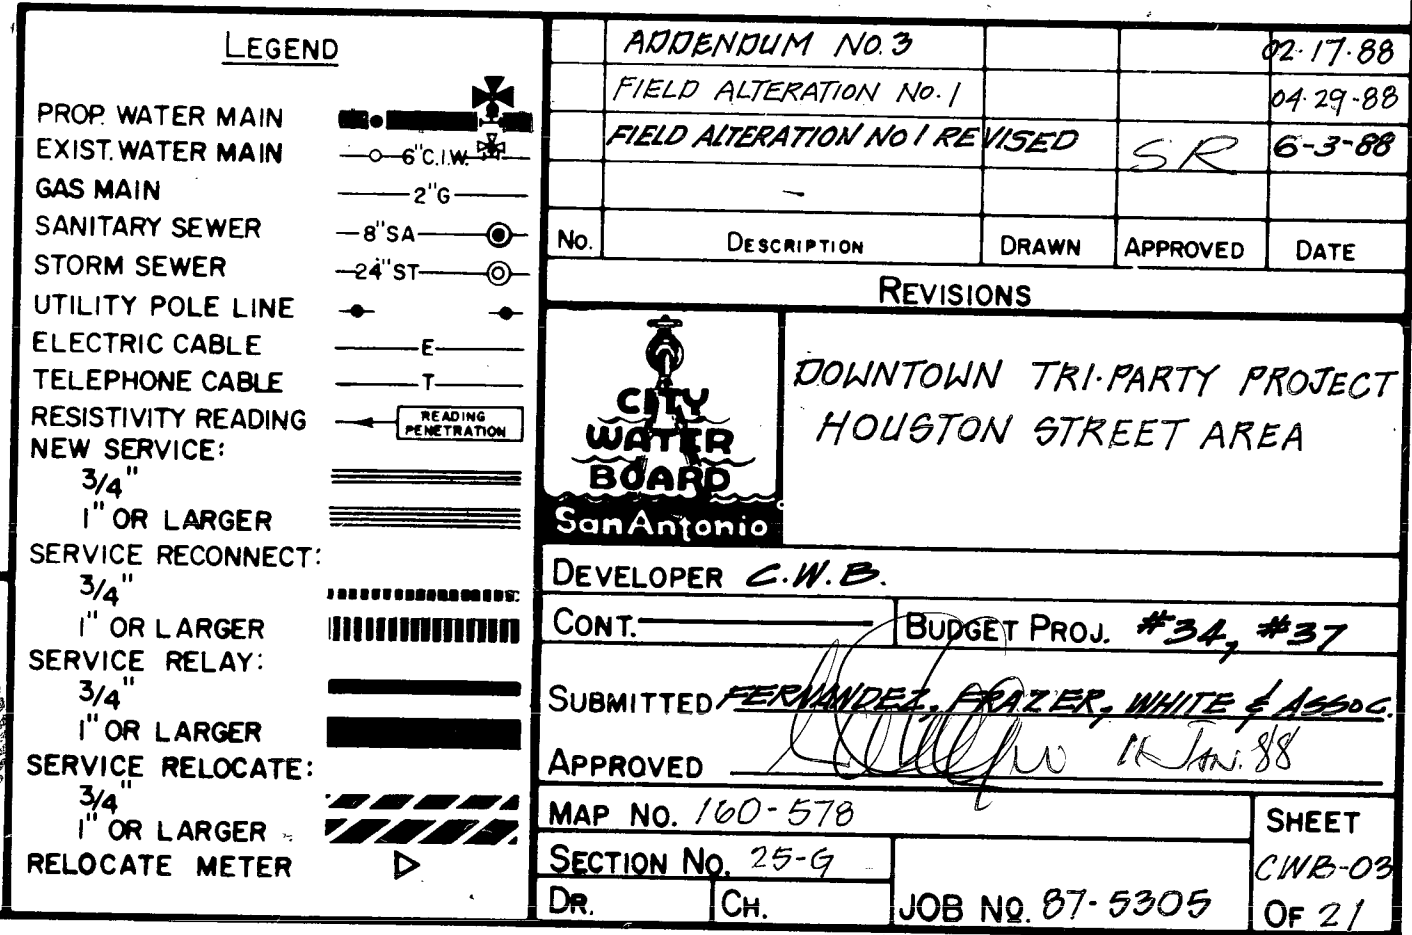 LEGEND
PROP. WATER MAIN
EXIST. WATER MAIN 6"C.I.W.
GAS MAIN 2"G
SANITARY SEWER 8"SA
STORM SEWER 24"ST
UTILITY POLE LINE
ELECTRIC CABLE E
TELEPHONE CABLE T
RESISTIVITY READING READING
PENETRATION
NEW SERVICE:
3/4"
1" OR LARGER
SERVICE RECONNECT:
3/4"
1" OR LARGER
SERVICE RELAY:
3/4"
1" OR LARGER
SERVICE RELOCATE:
3/4"
1" OR LARGER
RELOCATE METER
ADDENDUM NO. 3 02·17·88
FIELD ALTERATION NO. 1 04·29-88
FIELD ALTERATION NO 1 REVISED SR 6-3-88
No. DESCRIPTION DRAWN APPROVED DATE
REVISIONS
CITY
WATER
BOARD
San Antonio
DOWNTOWN TRI·PARTY PROJECT
HOUSTON STREET AREA
DEVELOPER C.W.B.
CONT. BUDGET PROJ. #34, #37
SUBMITTED FERNANDEZ, FRAZER, WHITE & ASSOC.
APPROVED JAN. 88
MAP NO. 160-578
SECTION NO. 25-G
DR. CH.
JOB NO. 87-5305
SHEET
CWB-03
OF 21